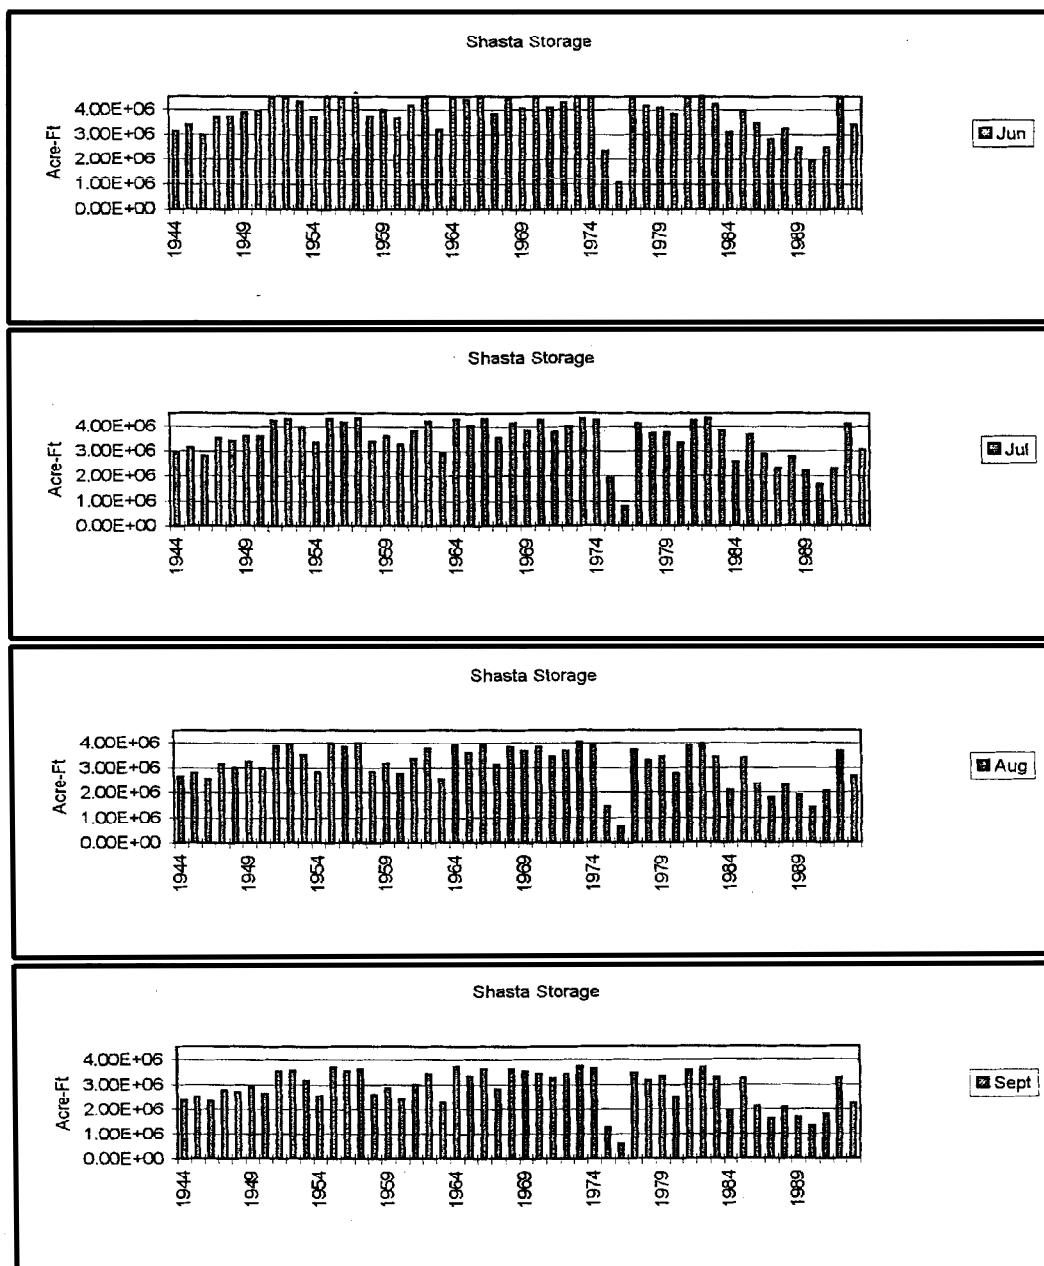 Shasta Storage
Acre-Ft
4.00E+06
3.00E+06
2.00E+06
1.00E+06
0.00E+00
1944
1949
1954
1959
1964
1969
1974
1979
1984
1989
Jun
Shasta Storage
Acre-Ft
4.00E+06
3.00E+06
2.00E+06
1.00E+06
0.00E+00
1944
1949
1954
1959
1964
1969
1974
1979
1984
1989
Jul
Shasta Storage
Acre-Ft
4.00E+06
3.00E+06
2.00E+06
1.00E+06
0.00E+00
1944
1949
1954
1959
1964
1969
1974
1979
1984
1989
Aug
Shasta Storage
Acre-Ft
4.00E+06
3.00E+06
2.00E+06
1.00E+06
0.00E+00
1944
1949
1954
1959
1964
1969
1974
1979
1984
1989
Sept